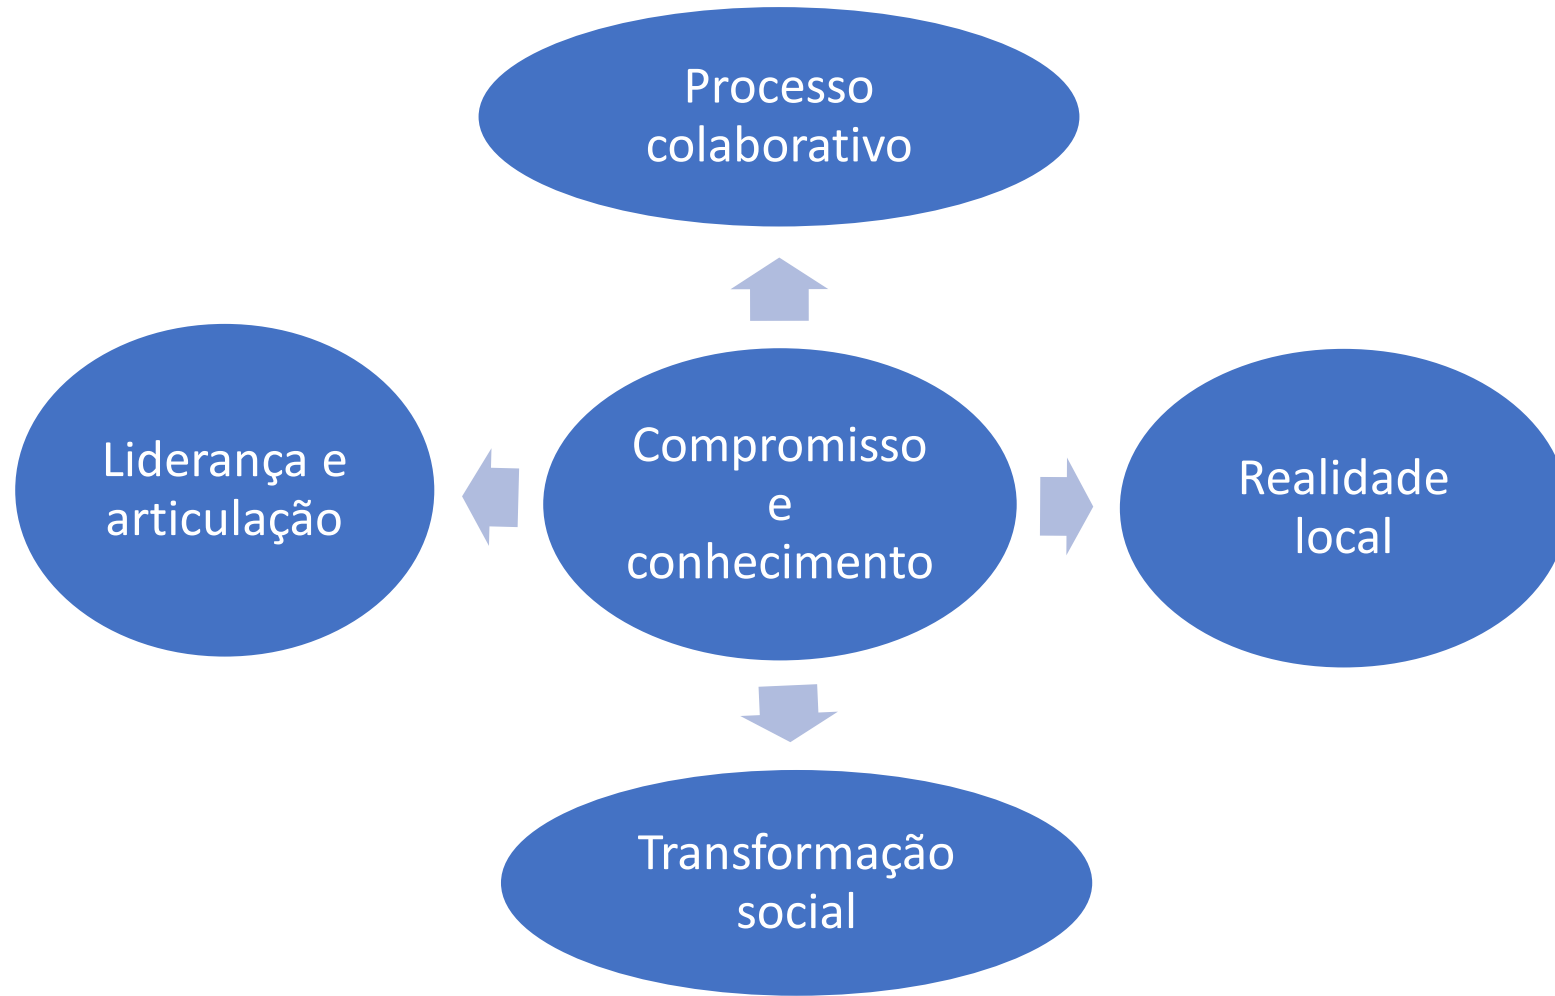 Processo
colaborativo
Liderança e
articulação
Compromisso
e
conhecimento
Realidade
local
Transformação
social